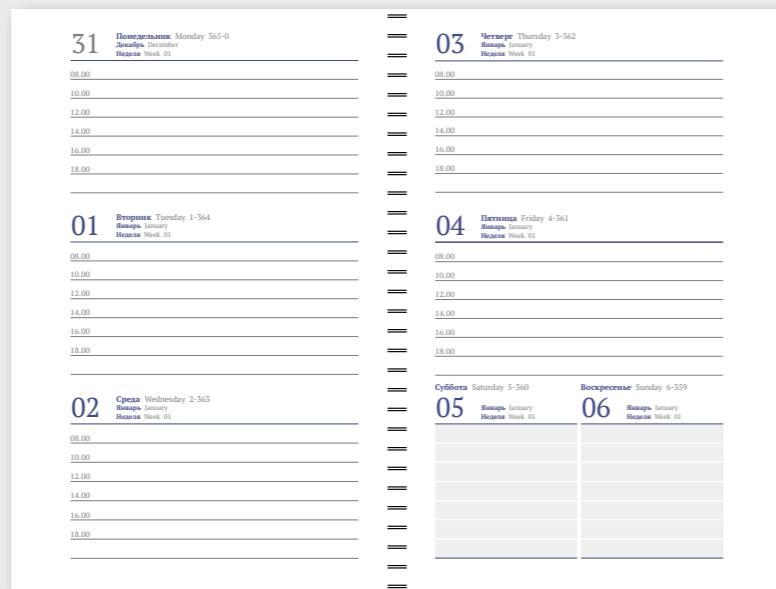 31 Понедельник Monday 365-0
Декабрь December
Неделя Week 01
08.00
10.00
12.00
14.00
16.00
18.00
01 Вторник Tuesday 1-364
Январь January
Неделя Week 01
08.00
10.00
12.00
14.00
16.00
18.00
02 Среда Wednesday 2-363
Январь January
Неделя Week 01
08.00
10.00
12.00
14.00
16.00
18.00
03 Четверг Thursday 3-362
Январь January
Неделя Week 01
08.00
10.00
12.00
14.00
16.00
18.00
04 Пятница Friday 4-361
Январь January
Неделя Week 01
08.00
10.00
12.00
14.00
16.00
18.00
Суббота Saturday 5-360
05 Январь January
Неделя Week 01
Воскресенье Sunday 6-359
06 Январь January
Неделя Week 01